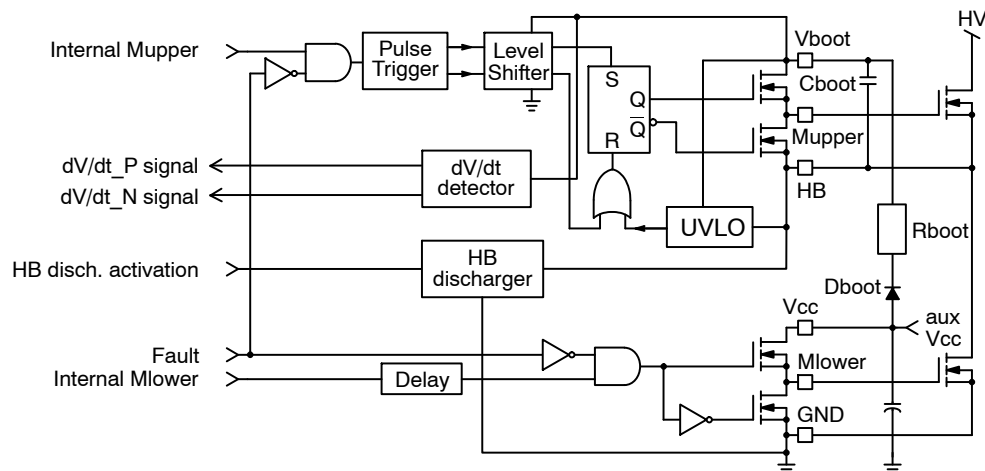 HV
Internal Mupper
Pulse
Trigger
Level
Shifter
Vboot
Cboot
S
Q
Q
R
Mupper
HB
dV/dt_P signal
dV/dt_N signal
dV/dt
detector
UVLO
Rboot
HB disch. activation
HB
discharger
Dboot
Vcc
aux
Vcc
Fault
Internal Mlower
Delay
Mlower
GND